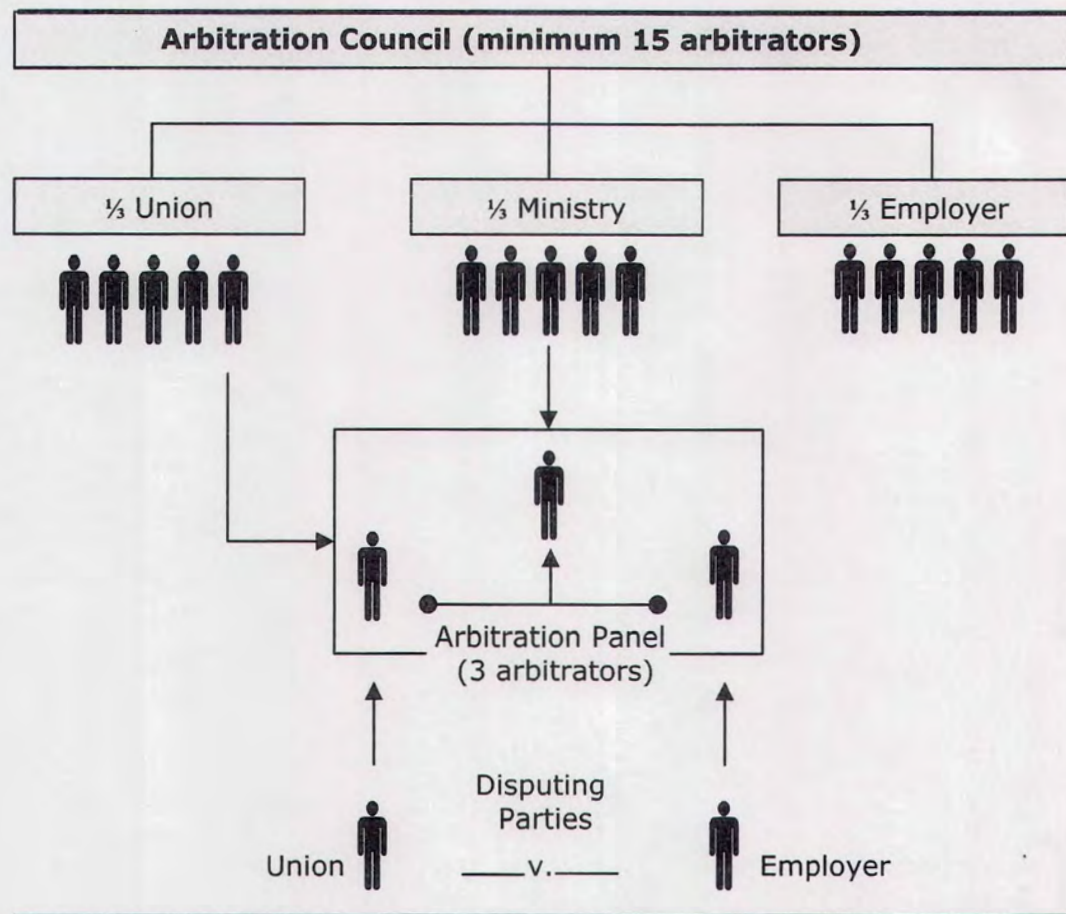 Arbitration Council (minimum 15 arbitrators)
⅓ Union
⅓ Ministry
⅓ Employer
Arbitration Panel
(3 arbitrators)
Disputing
Parties
Union
v.
Employer